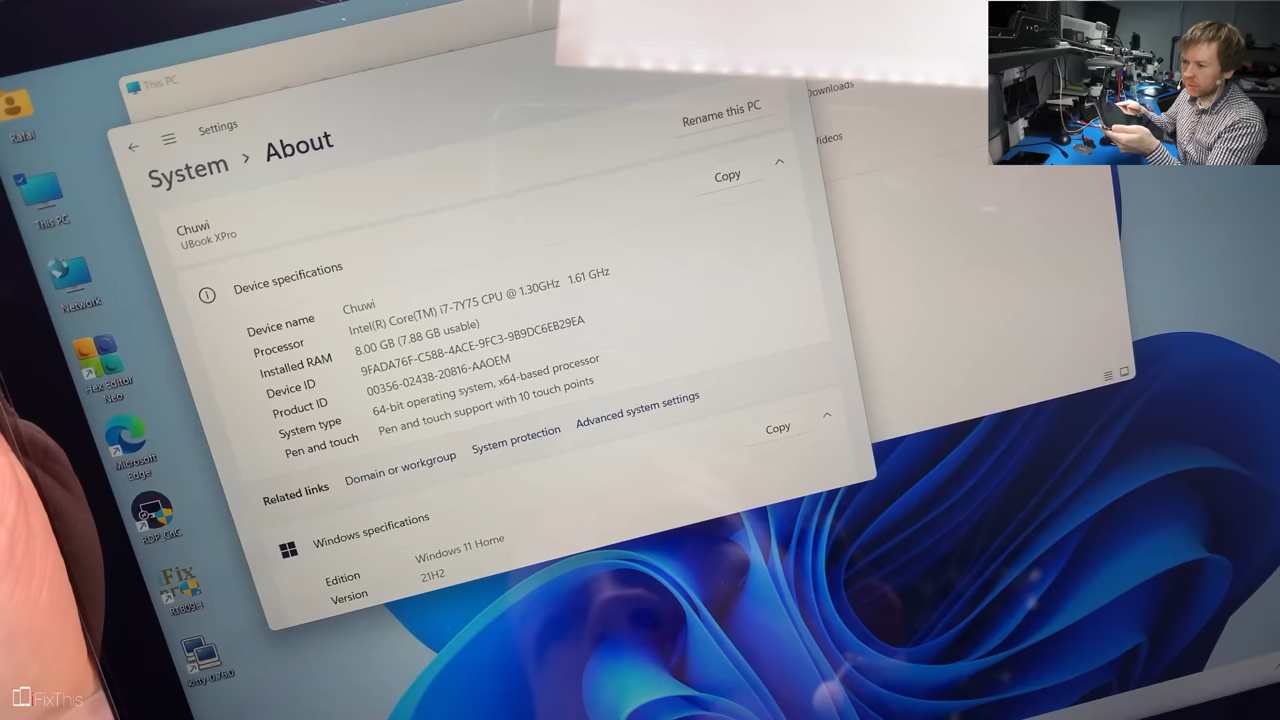 This PC
Settings
System > About
Rename this PC
Downloads
Videos
Chuwi
UBook XPro
Copy
Device specifications
Device name Chuwi
Processor Intel(R) Core(TM) i7-7Y75 CPU @ 1.30GHz 1.61 GHz
Installed RAM 8.00 GB (7.88 GB usable)
Device ID 9FADA76F-C588-4ACE-9FC3-9B9DC6EB29EA
Product ID 00356-02438-20816-AAOEM
System type 64-bit operating system, x64-based processor
Pen and touch Pen and touch support with 10 touch points
Related links Domain or workgroup System protection Advanced system settings
Windows specifications
Copy
Edition Windows 11 Home
Version 21H2
Rafal
This PC
Network
Hex Editor
Neo
Microsoft
Edge
RDP_CnC
Fix
RT809H
kitty-0.76.0
FixThis